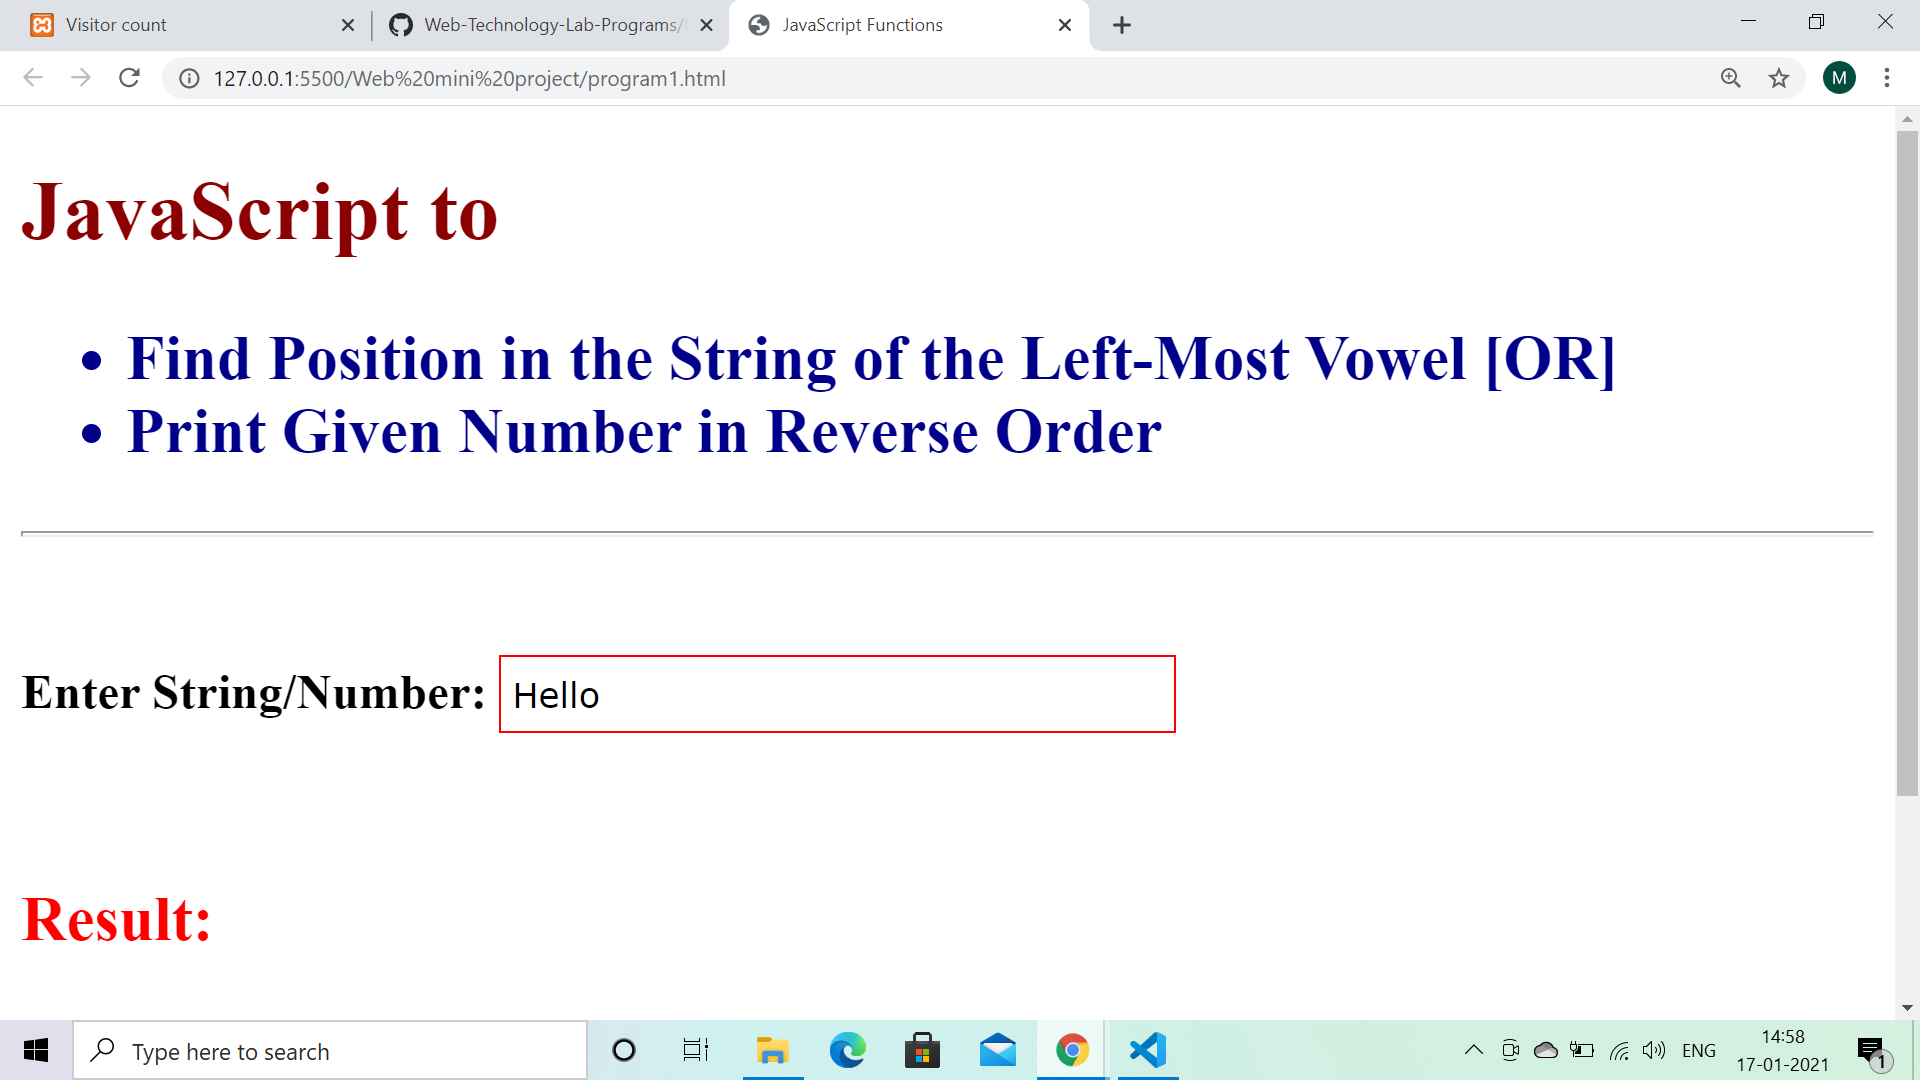 Visitor count
Web-Technology-Lab-Programs/
JavaScript Functions
127.0.0.1:5500/Web%20mini%20project/program1.html
M
JavaScript to
• Find Position in the String of the Left-Most Vowel [OR]
• Print Given Number in Reverse Order
Enter String/Number: Hello
Result:
Type here to search
ENG
14:58
17-01-2021
1